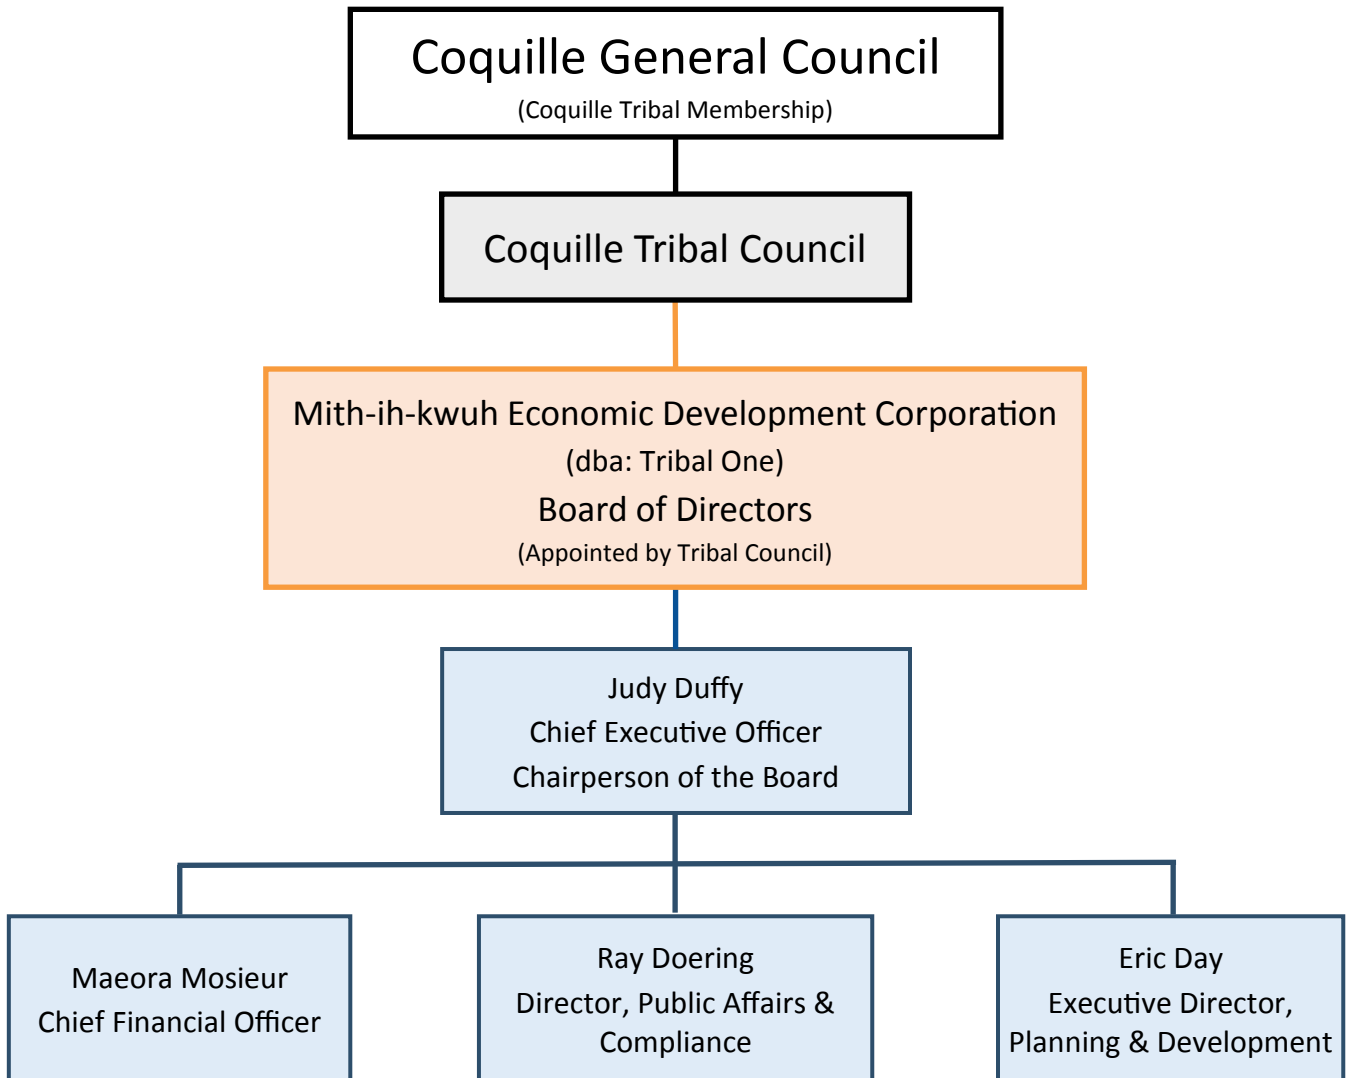 Coquille General Council
(Coquille Tribal Membership)
Coquille Tribal Council
Mith-ih-kwuh Economic Development Corporation
(dba: Tribal One)
Board of Directors
(Appointed by Tribal Council)
Judy Duffy
Chief Executive Officer
Chairperson of the Board
Maeora Mosieur
Chief Financial Officer
Ray Doering
Director, Public Affairs &
Compliance
Eric Day
Executive Director,
Planning & Development